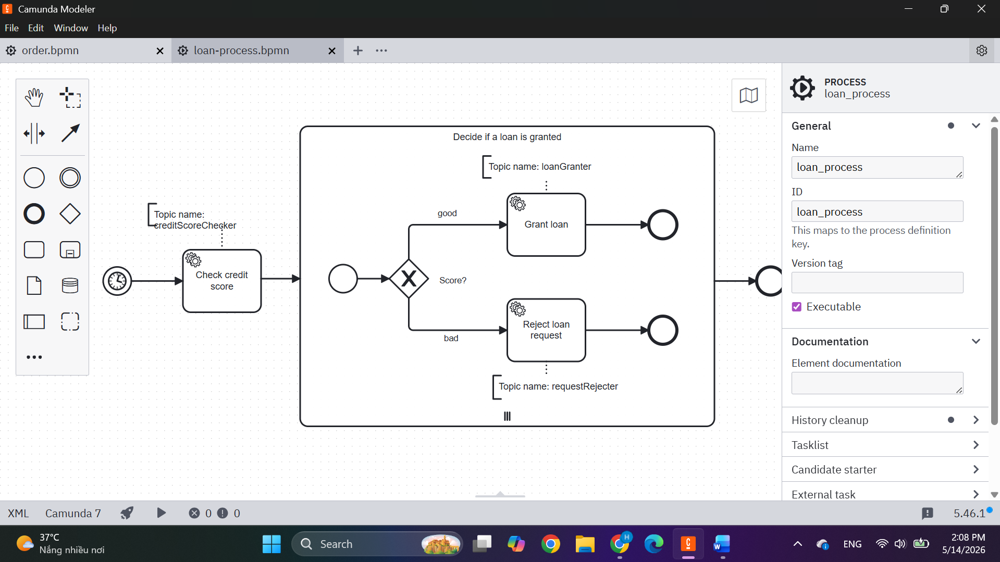 Camunda Modeler
File Edit Window Help
order.bpmn
loan-process.bpmn
PROCESS
loan_process
General
Name
loan_process
ID
loan_process
This maps to the process definition
key.
Version tag
Executable
Documentation
Element documentation
History cleanup
Tasklist
Candidate starter
External task
Decide if a loan is granted
Topic name: loanGranter
good
Grant loan
Topic name:
creditScoreChecker
Check credit
score
Score?
Reject loan
request
bad
Topic name: requestRejecter
XML Camunda 7 0 0 5.46.1
37°C
Nắng nhiều nơi
Search
ENG
2:08 PM
5/14/2026